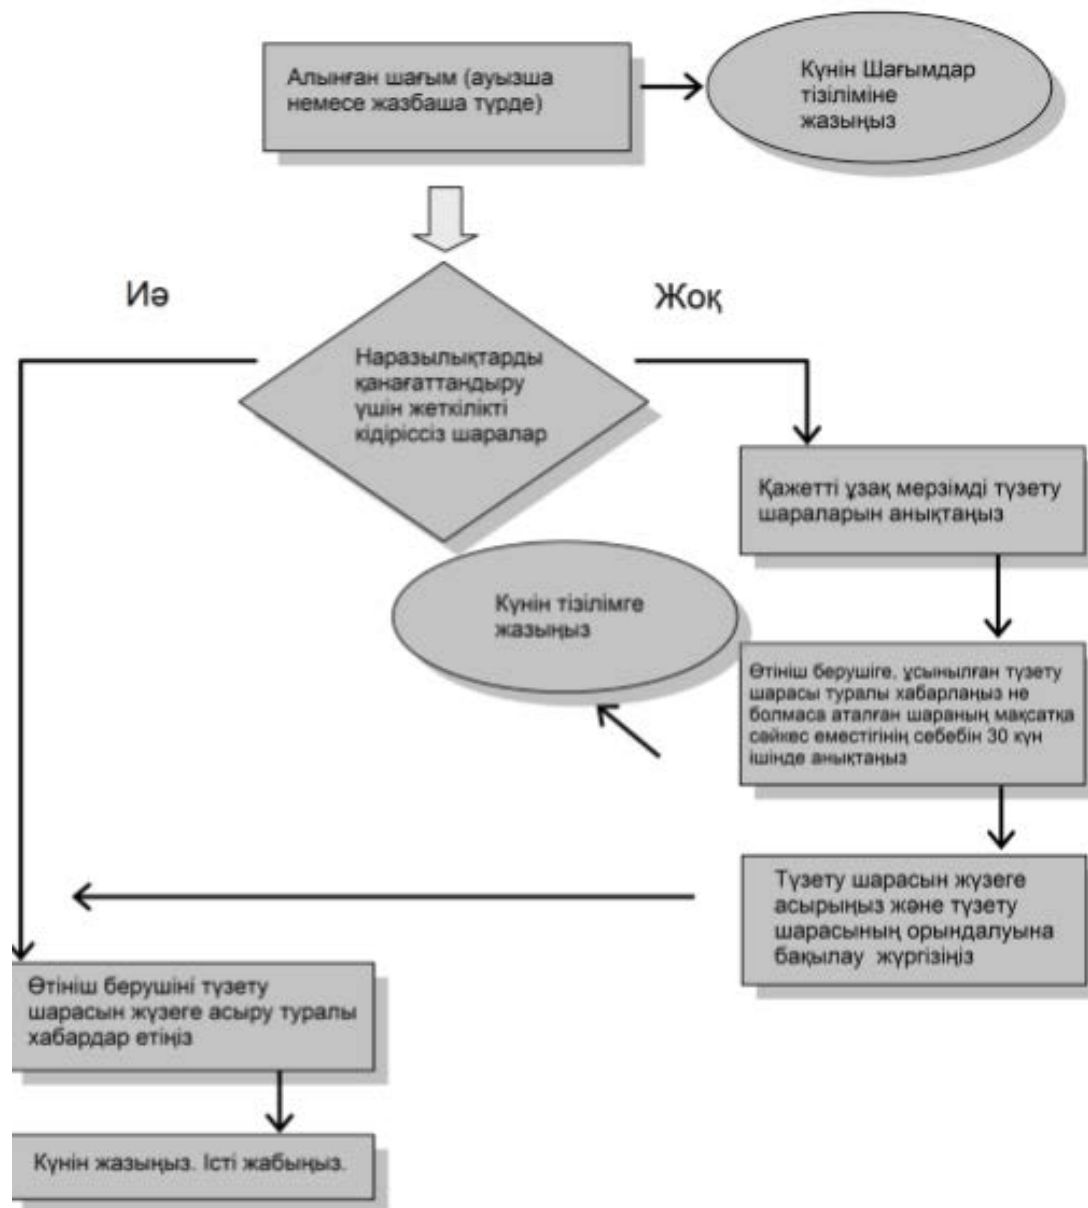 Алынған шағым (ауызша
немесе жазбаша түрде)
Күнін Шағымдар
тізіліміне
жазыңыз
Иә
Жоқ
Наразылықтарды
қанағаттандыру
үшін жеткілікті
кідіріссіз шаралар
Қажетті ұзақ мерзімді түзету
шараларын анықтаңыз
Күнін тізілімге
жазыңыз
Өтініш берушіге, ұсынылған түзету
шарасы туралы хабарлаңыз не
болмаса аталған шараның мақсатқа
сәйкес еместігінің себебін 30 күн
ішінде анықтаңыз
Түзету шарасын жүзеге
асырыңыз және түзету
шарасының орындалуына
бақылау жүргізіңіз
Өтініш берушіні түзету
шарасын жүзеге асыру туралы
хабардар етіңіз
Күнін жазыңыз. Істі жабыңыз.